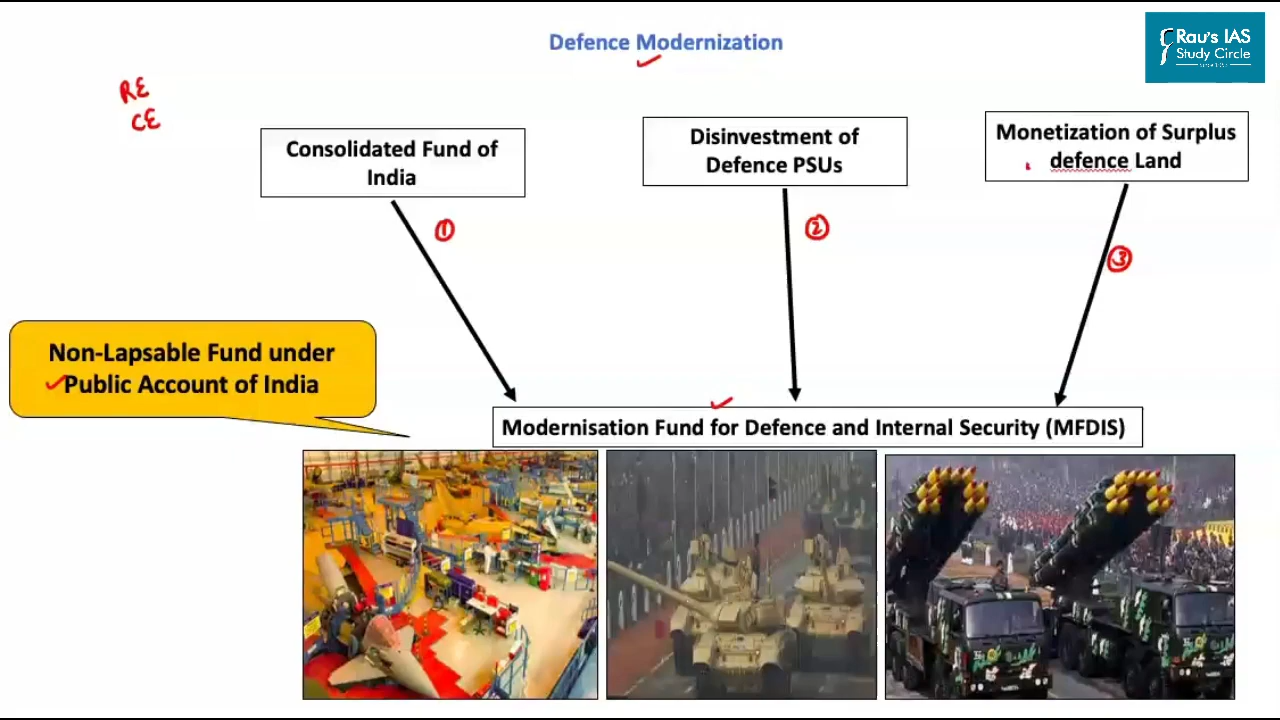 Defence Modernization
Rau's IAS
Study Circle
RE
CE
Consolidated Fund of
India
Disinvestment of
Defence PSUs
Monetization of Surplus
defence Land
1
2
3
Non-Lapsable Fund under
Public Account of India
Modernisation Fund for Defence and Internal Security (MFDIS)